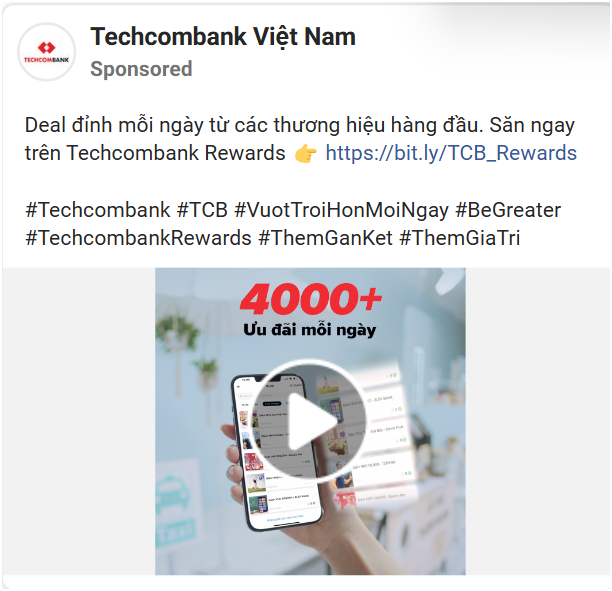 Techcombank Việt Nam
TECHCOMBANK
Sponsored
Deal đỉnh mỗi ngày từ các thương hiệu hàng đầu. Săn ngay
trên Techcombank Rewards 👉 https://bit.ly/TCB_Rewards
#Techcombank #TCB #VuotTroiHonMoiNgay #BeGreater
#TechcombankRewards #ThemGanKet #ThemGiaTri
4000+
Ưu đãi mỗi ngày
Taxi